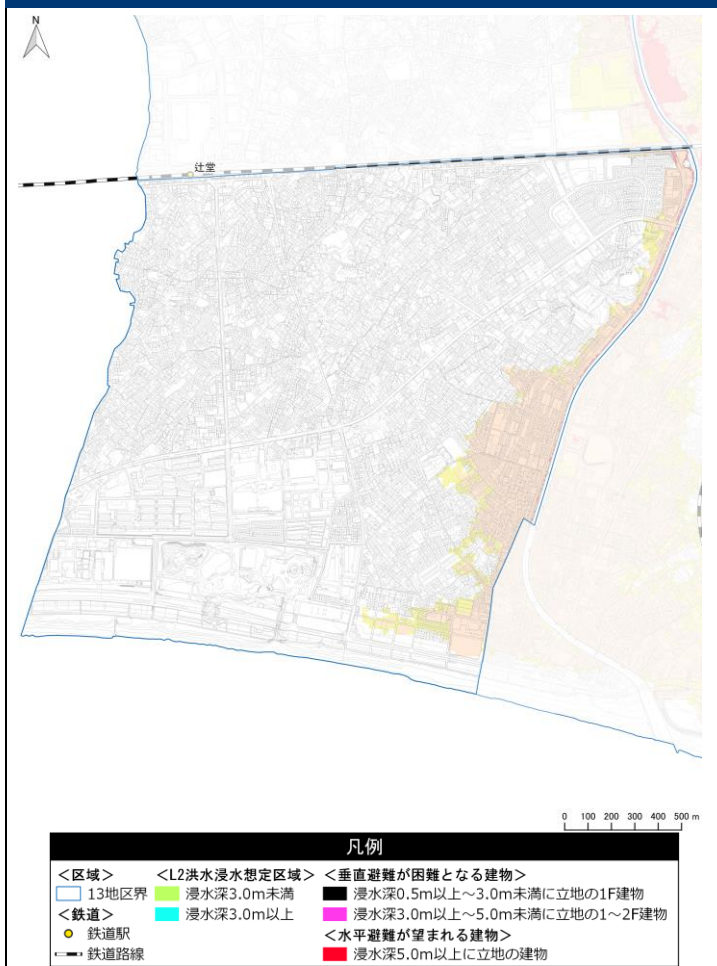 N
辻堂
0 100 200 300 400 500 m
凡例
＜区域＞ ＜L2洪水浸水想定区域＞ ＜垂直避難が困難となる建物＞
13地区界 浸水深3.0m未満 浸水深0.5m以上～3.0m未満に立地の1F建物
＜鉄道＞ 浸水深3.0m以上 浸水深3.0m以上～5.0m未満に立地の1～2F建物
鉄道駅 ＜水平避難が望まれる建物＞
鉄道路線 浸水深5.0m以上に立地の建物